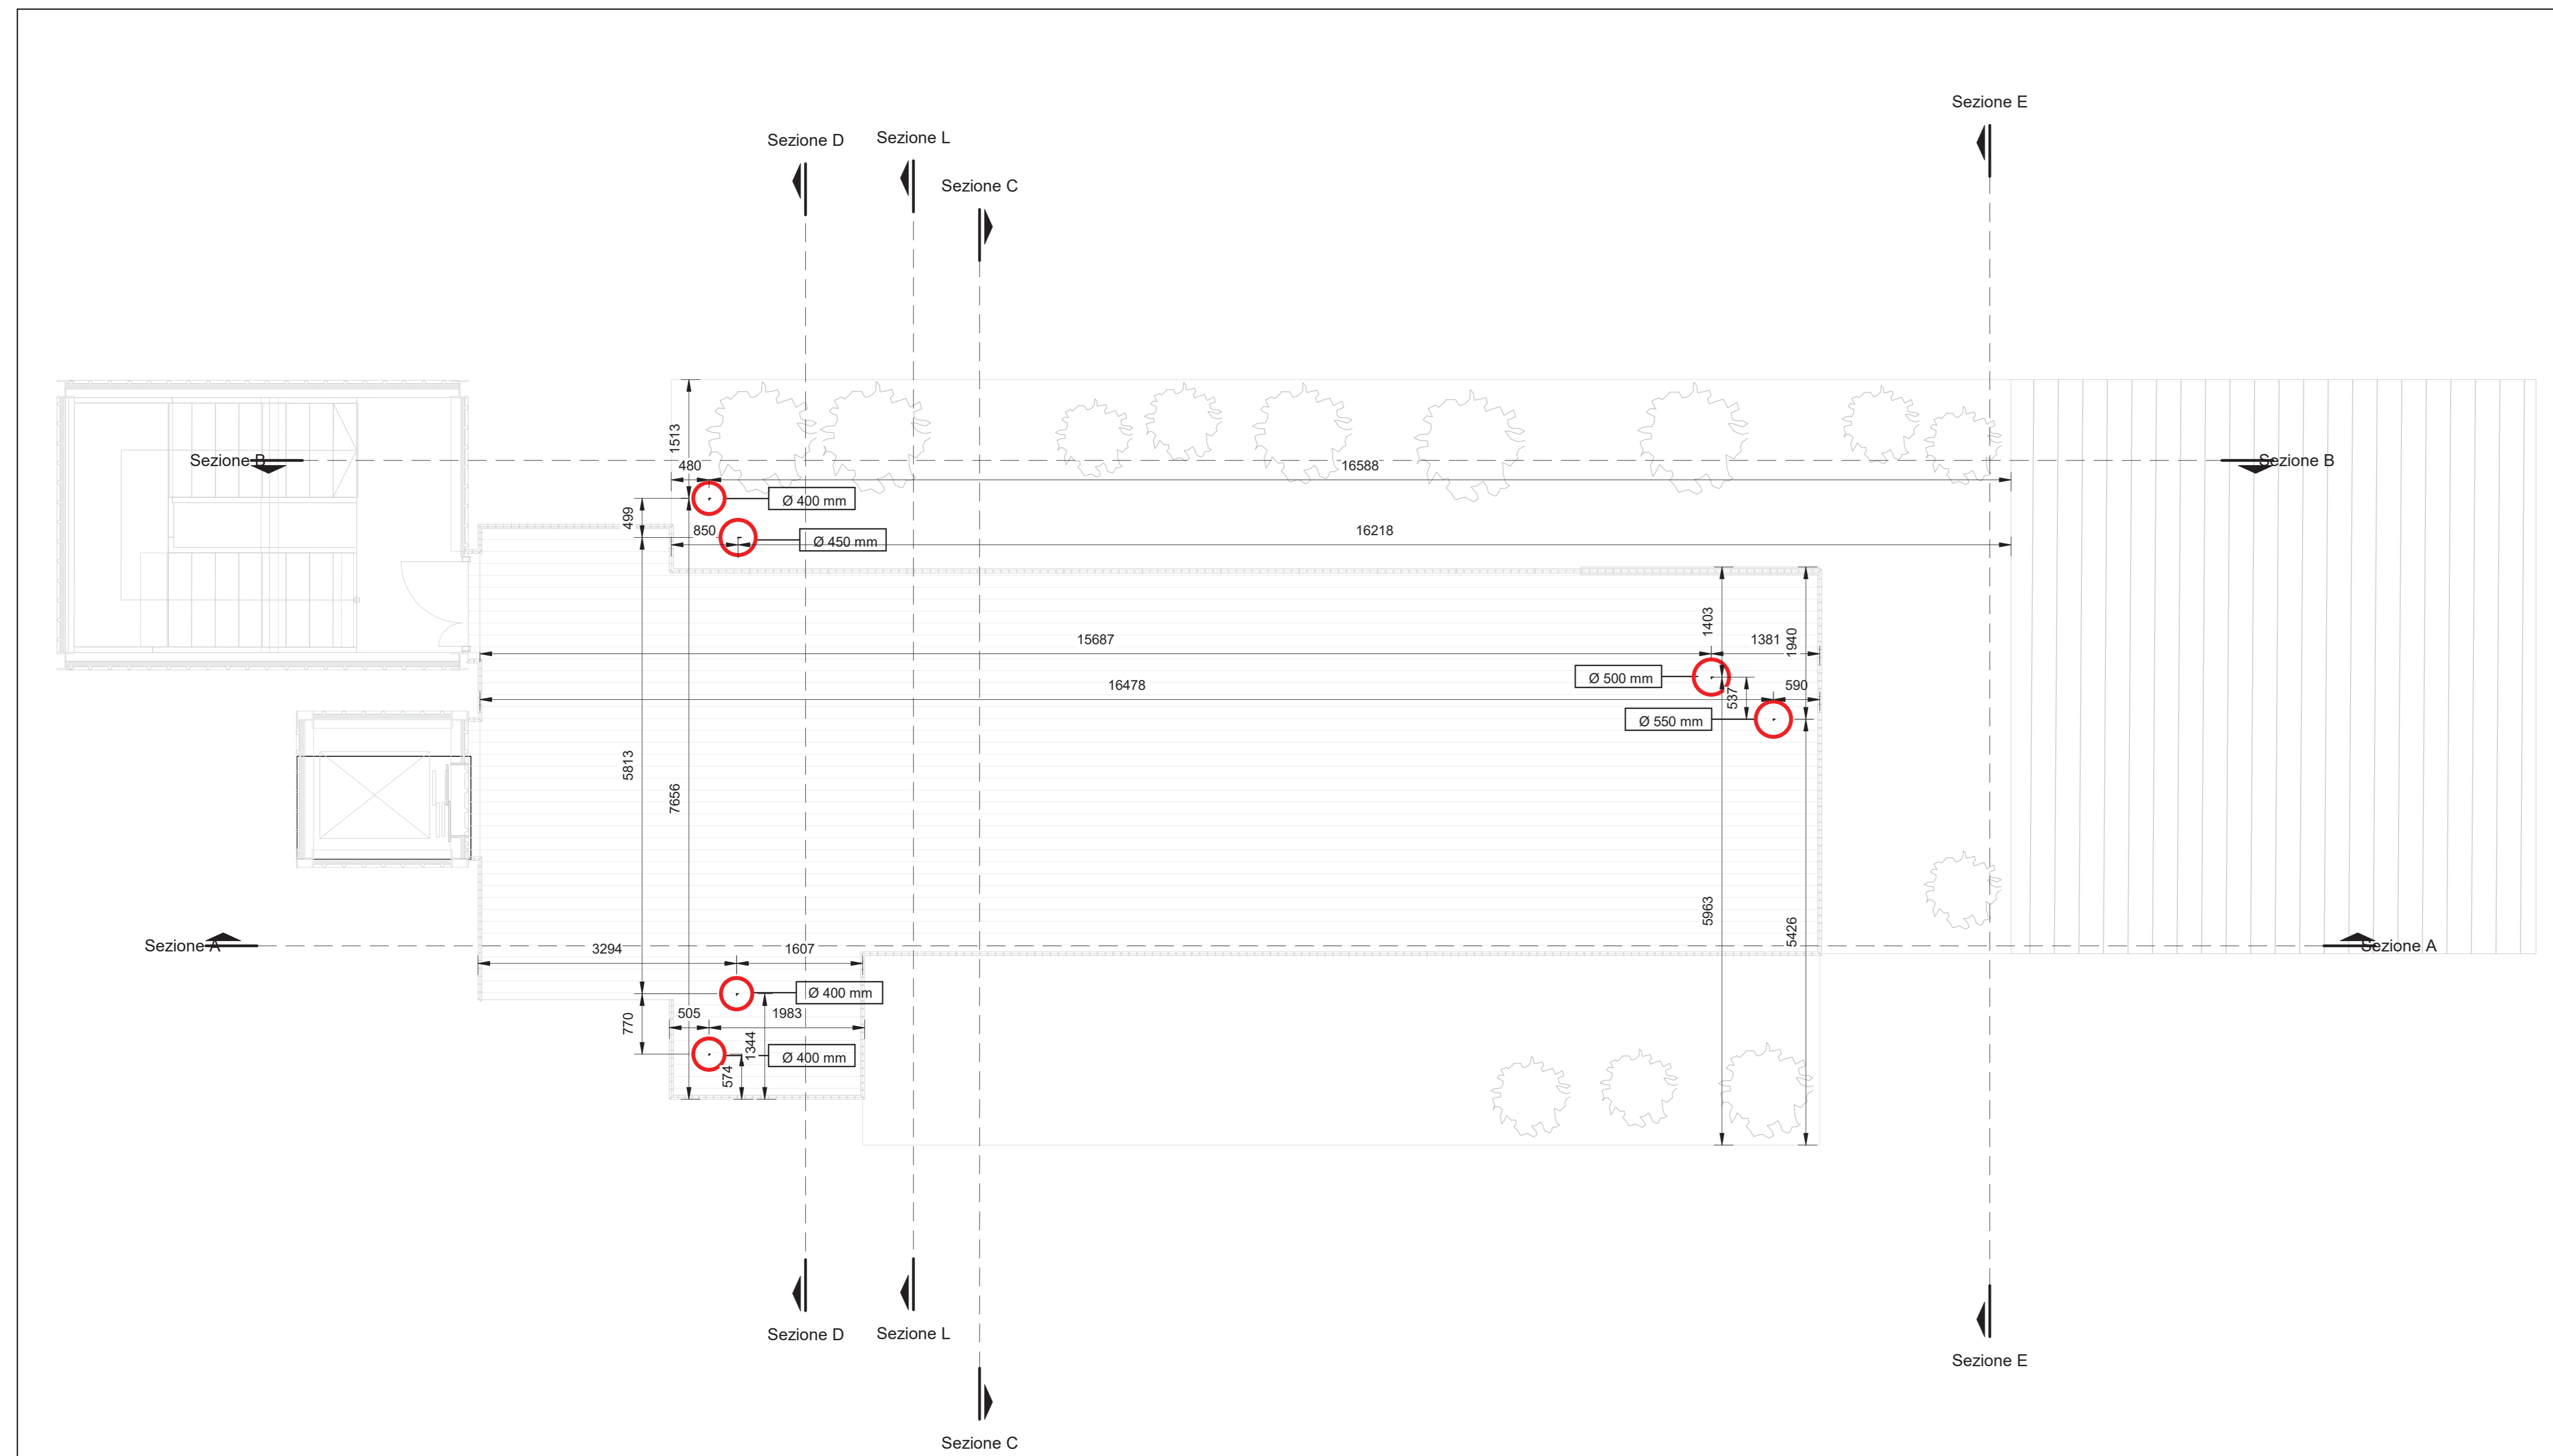 Sezione E
Sezione L
Sezione D
Sezione C
1513
Sezione B
Sezione B
480
16588
Ø 400 mm
499
850
16218
Ø 450 mm
1403
15687
1381
1940
Ø 500 mm
16478
590
537
Ø 550 mm
5813
7656
5963
5426
Sezione A
3294
1607
Sezione A
Ø 400 mm
505
1983
770
1344
Ø 400 mm
574
Sezione D
Sezione L
Sezione E
Sezione C